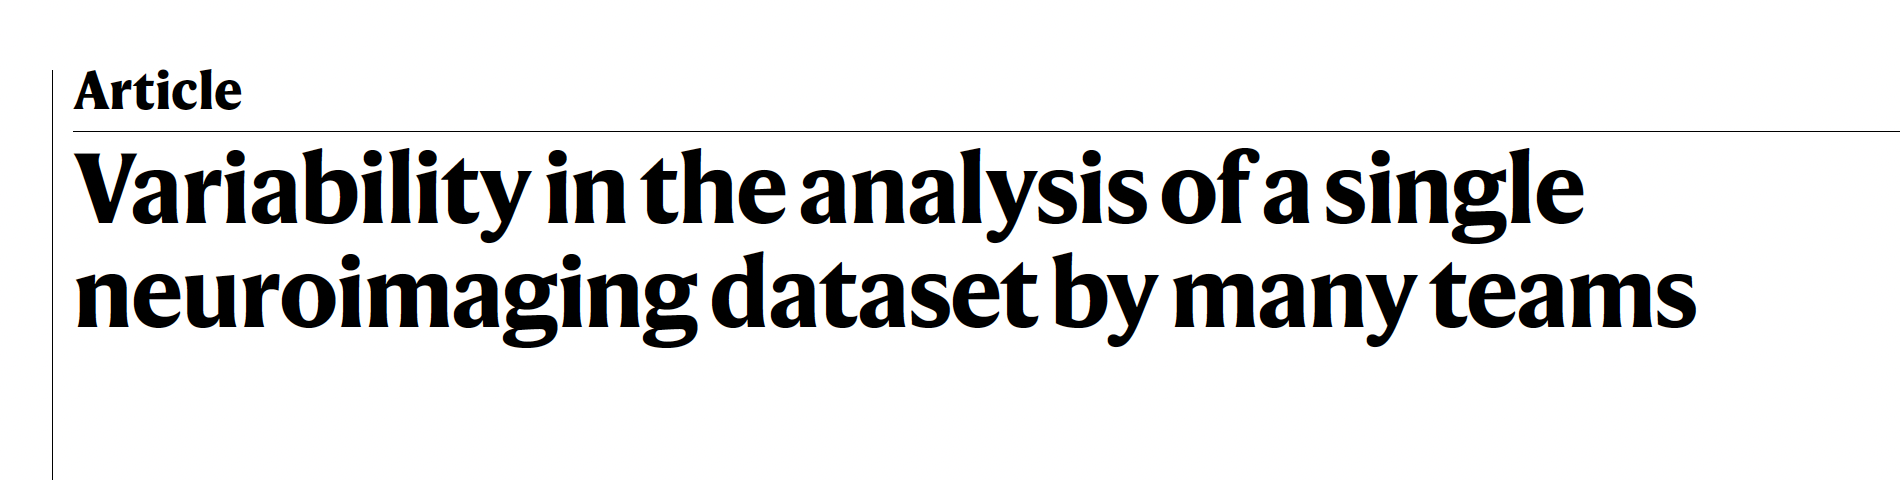 Article
Variability in the analysis of a single
neuroimaging dataset by many teams